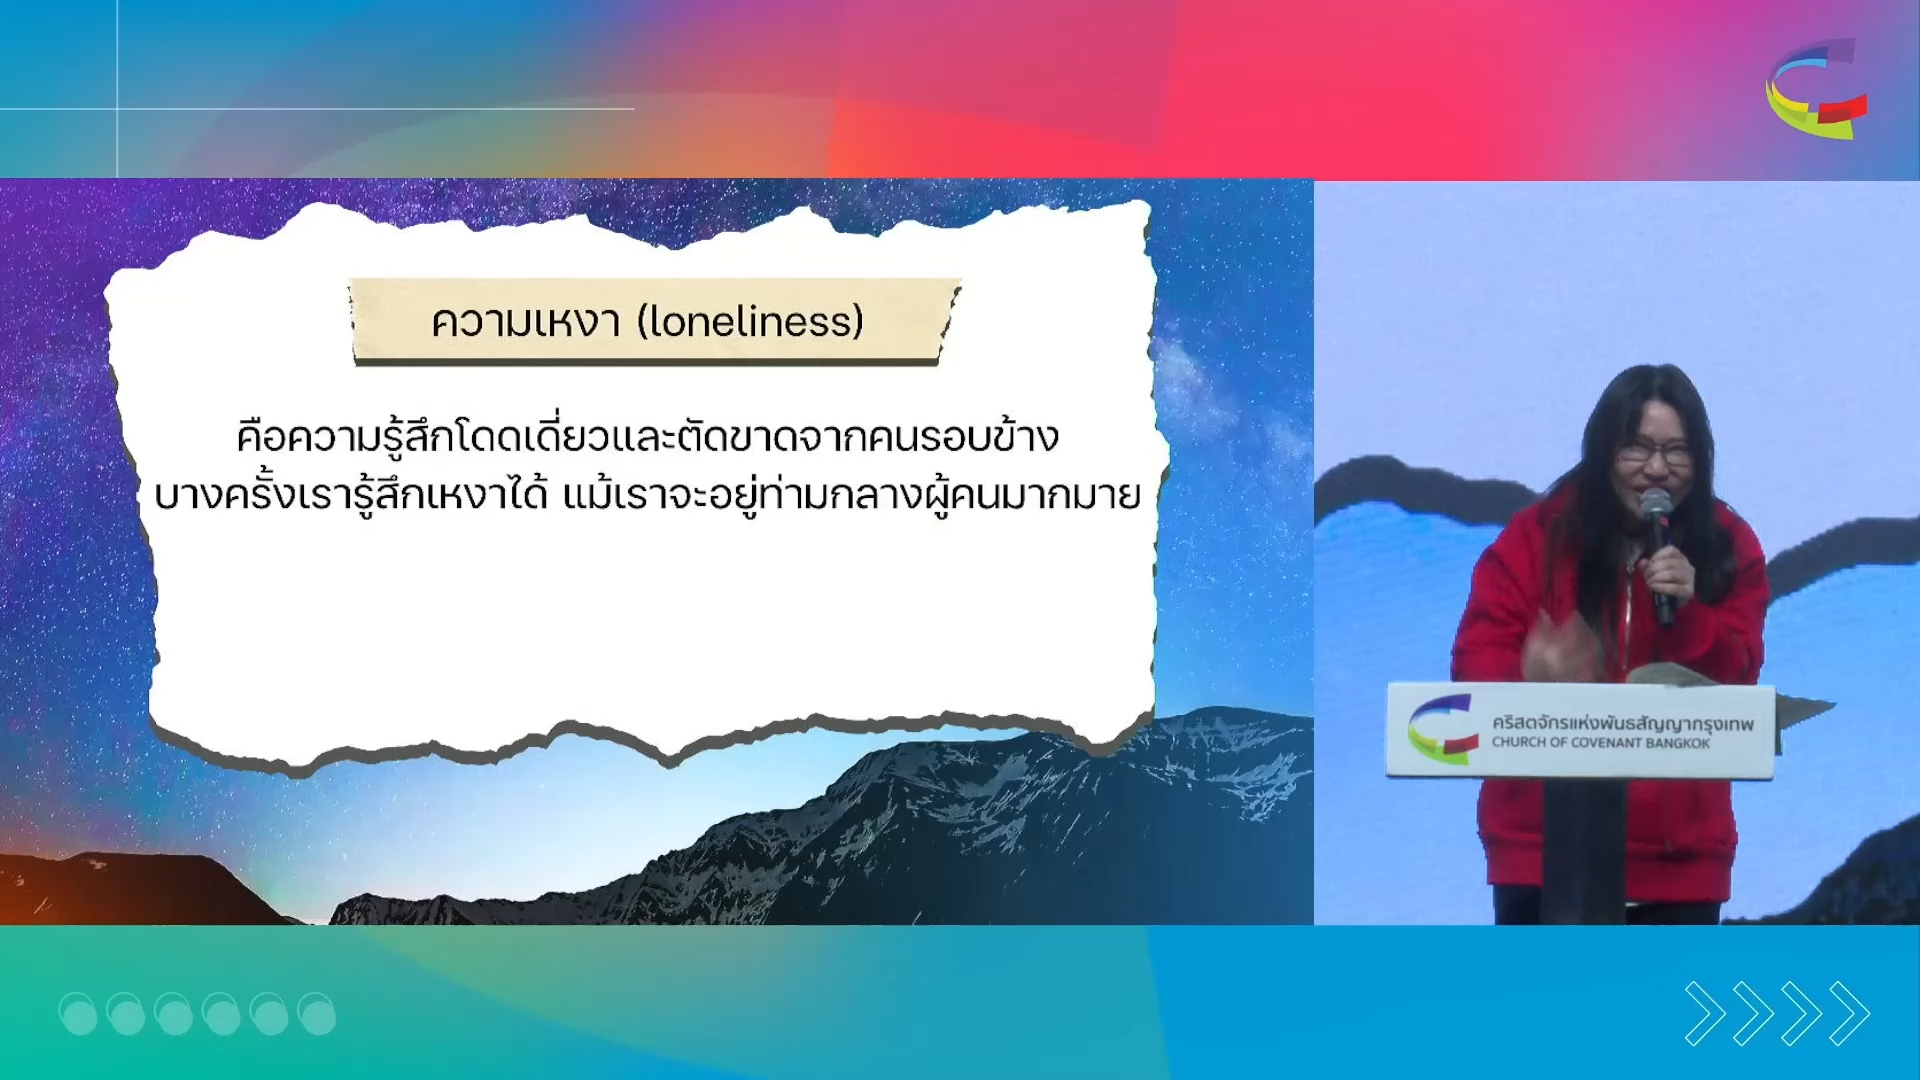 ความเหงา (loneliness)
คือความรู้สึกโดดเดี่ยวและตัดขาดจากคนรอบข้าง
บางครั้งเรารู้สึกเหงาได้ แม้เราจะอยู่ท่ามกลางผู้คนมากมาย
คริสตจักรแห่งพันธสัญญากรุงเทพ
CHURCH OF COVENANT BANGKOK